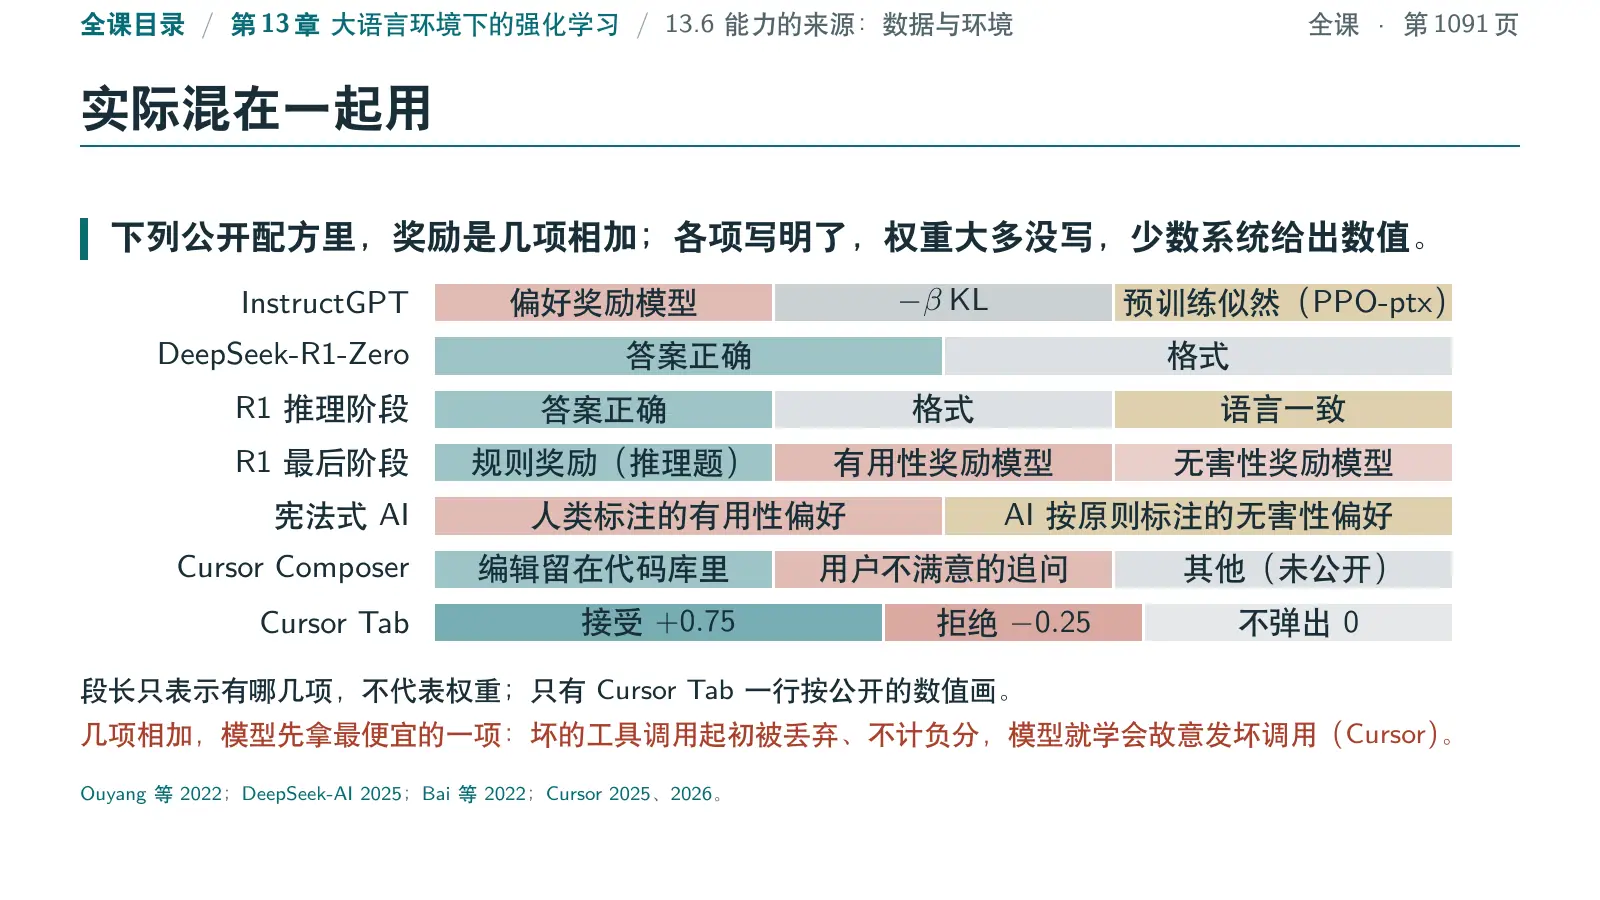 全课目录 / 第 13 章 大语言环境下的强化学习 / 13.6 能力的来源：数据与环境 全课 · 第 1091 页
实际混在一起用
下列公开配方里，奖励是几项相加；各项写明了，权重大多没写，少数系统给出数值。
InstructGPT 偏好奖励模型 −β KL 预训练似然（PPO-ptx）
DeepSeek-R1-Zero 答案正确 格式
R1 推理阶段 答案正确 格式 语言一致
R1 最后阶段 规则奖励（推理题） 有用性奖励模型 无害性奖励模型
宪法式 AI 人类标注的有用性偏好 AI 按原则标注的无害性偏好
Cursor Composer 编辑留在代码库里 用户不满意的追问 其他（未公开）
Cursor Tab 接受 +0.75 拒绝 −0.25 不弹出 0
段长只表示有哪几项，不代表权重；只有 Cursor Tab 一行按公开的数值画。
几项相加，模型先拿最便宜的一项：坏的工具调用起初被丢弃、不计负分，模型就学会故意发坏调用（Cursor）。
Ouyang 等 2022；DeepSeek-AI 2025；Bai 等 2022；Cursor 2025、2026。